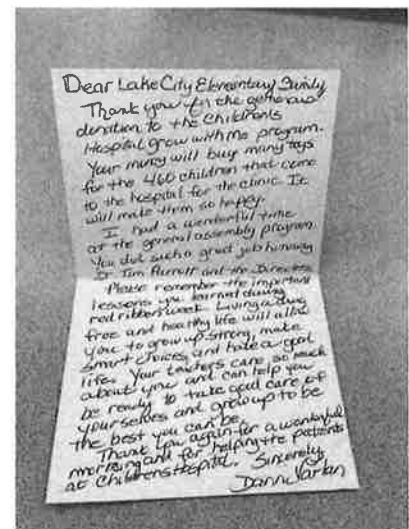 Dear Lake City Elementary Family
Thank you for the generous
donation to the Children's
Hospital grow with me program.
Your money will buy many toys
for the 460 children that come
to the hospital for the clinic. It
will make them so happy.
I had a wonderful time
at the general assembly program.
You did such a great job honoring
Tim Burrett and the
Please remember the important
lessons you learned during
red ribbon week. Living a drug
free and healthy life will allow
you to grow up strong, make
smart choices, and have a good
life. Your teachers care so much
about you and can help you
be ready to take good care of
yourselves and grow up to be
the best you can be.
Thank you again for a wonderful
morning and for helping the patients
at Childrens Hospital. Sincerely,
Danni Varlan